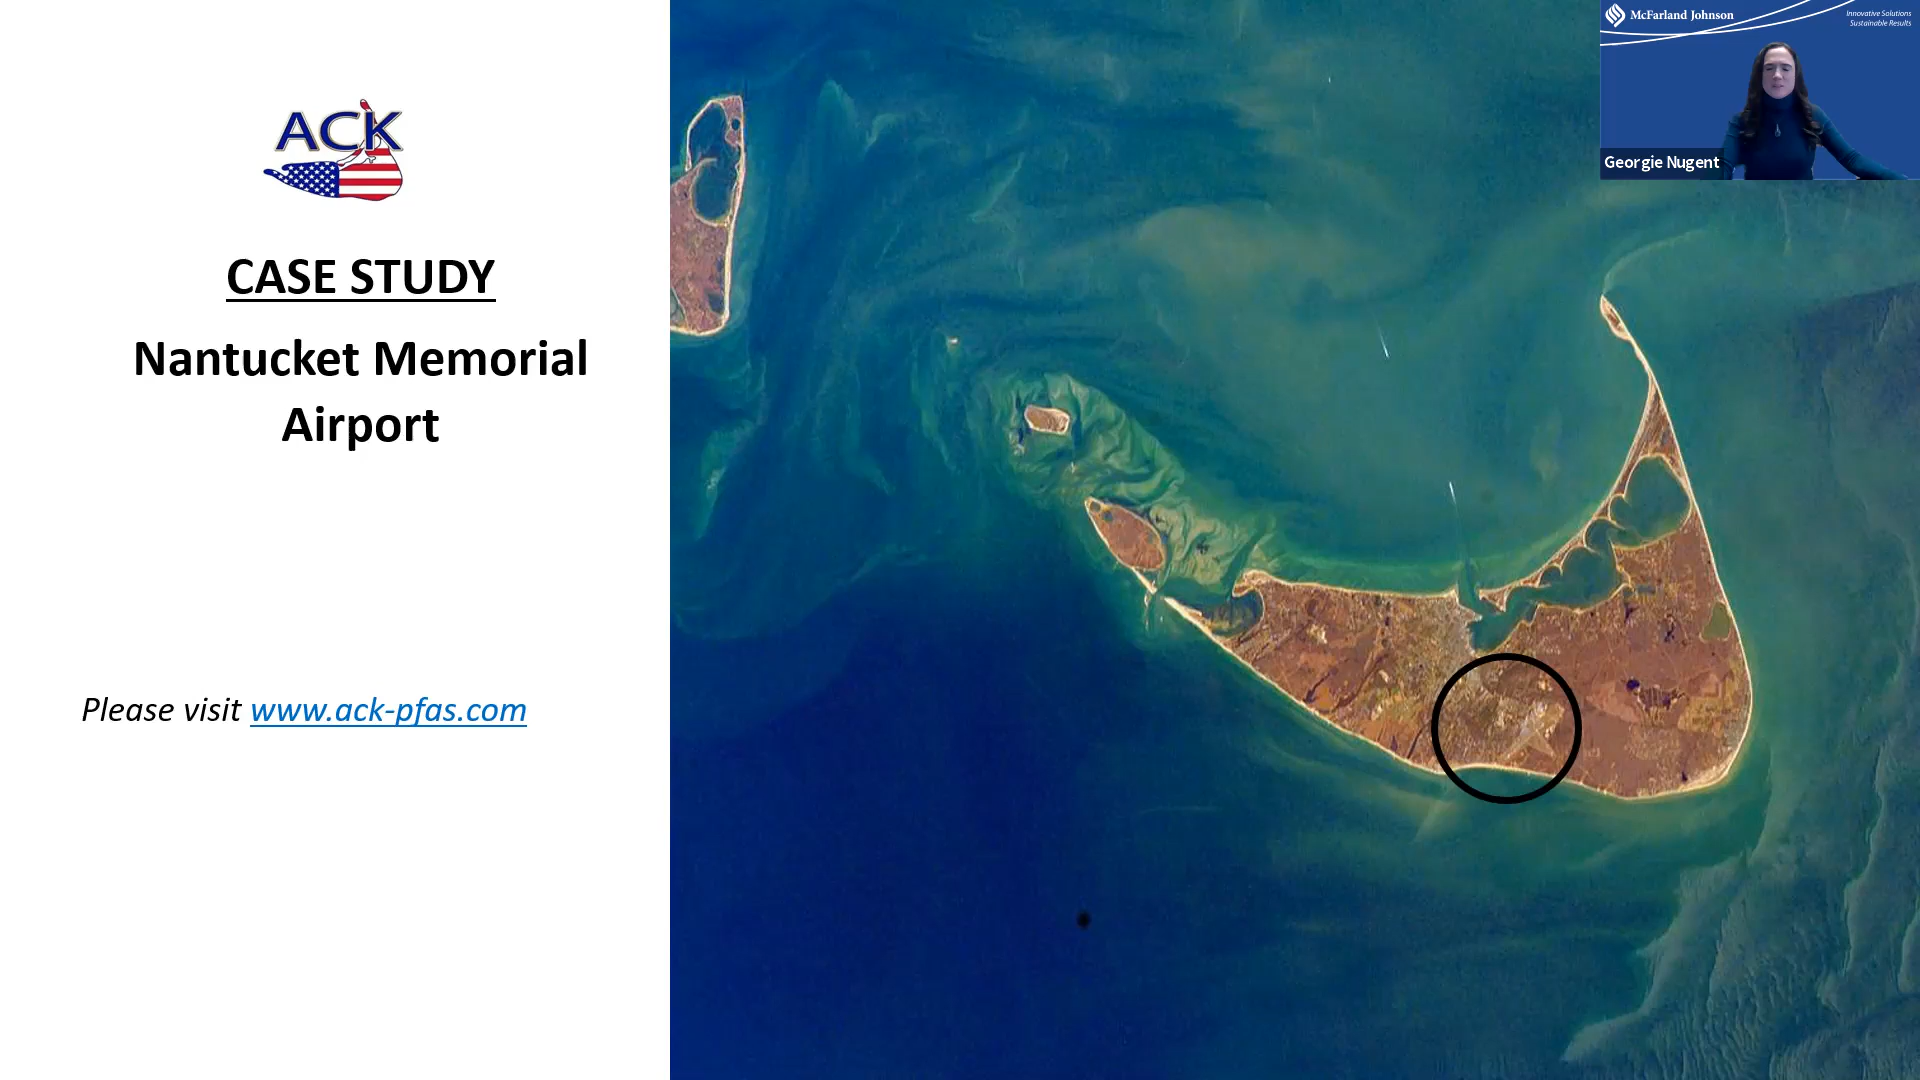 ACK
CASE STUDY
Nantucket Memorial
Airport
Please visit www.ack-pfas.com
McFarland Johnson
Innovative Solutions
Sustainable Results
Georgie Nugent